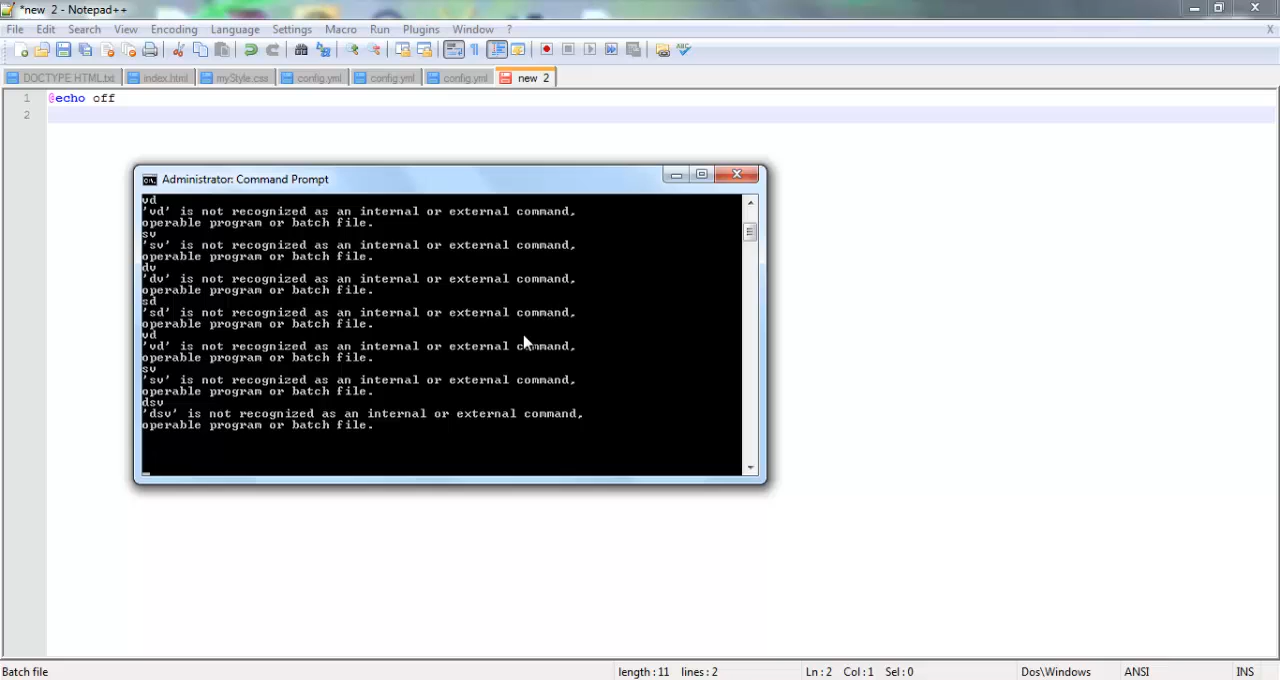 *new 2 - Notepad++
File Edit Search View Encoding Language Settings Macro Run Plugins Window ? X
DOCTYPE HTML.txt index.html myStyle.css config.yml config.yml config.yml new 2
1 @echo off
2
Administrator: Command Prompt
vd
'vd' is not recognized as an internal or external command,
operable program or batch file.
sv
'sv' is not recognized as an internal or external command,
operable program or batch file.
dv
'dv' is not recognized as an internal or external command,
operable program or batch file.
sd
'sd' is not recognized as an internal or external command,
operable program or batch file.
vd
'vd' is not recognized as an internal or external command,
operable program or batch file.
sv
'sv' is not recognized as an internal or external command,
operable program or batch file.
dsv
'dsv' is not recognized as an internal or external command,
operable program or batch file.
Batch file length : 11 lines : 2 Ln : 2 Col : 1 Sel : 0 Dos\Windows ANSI INS